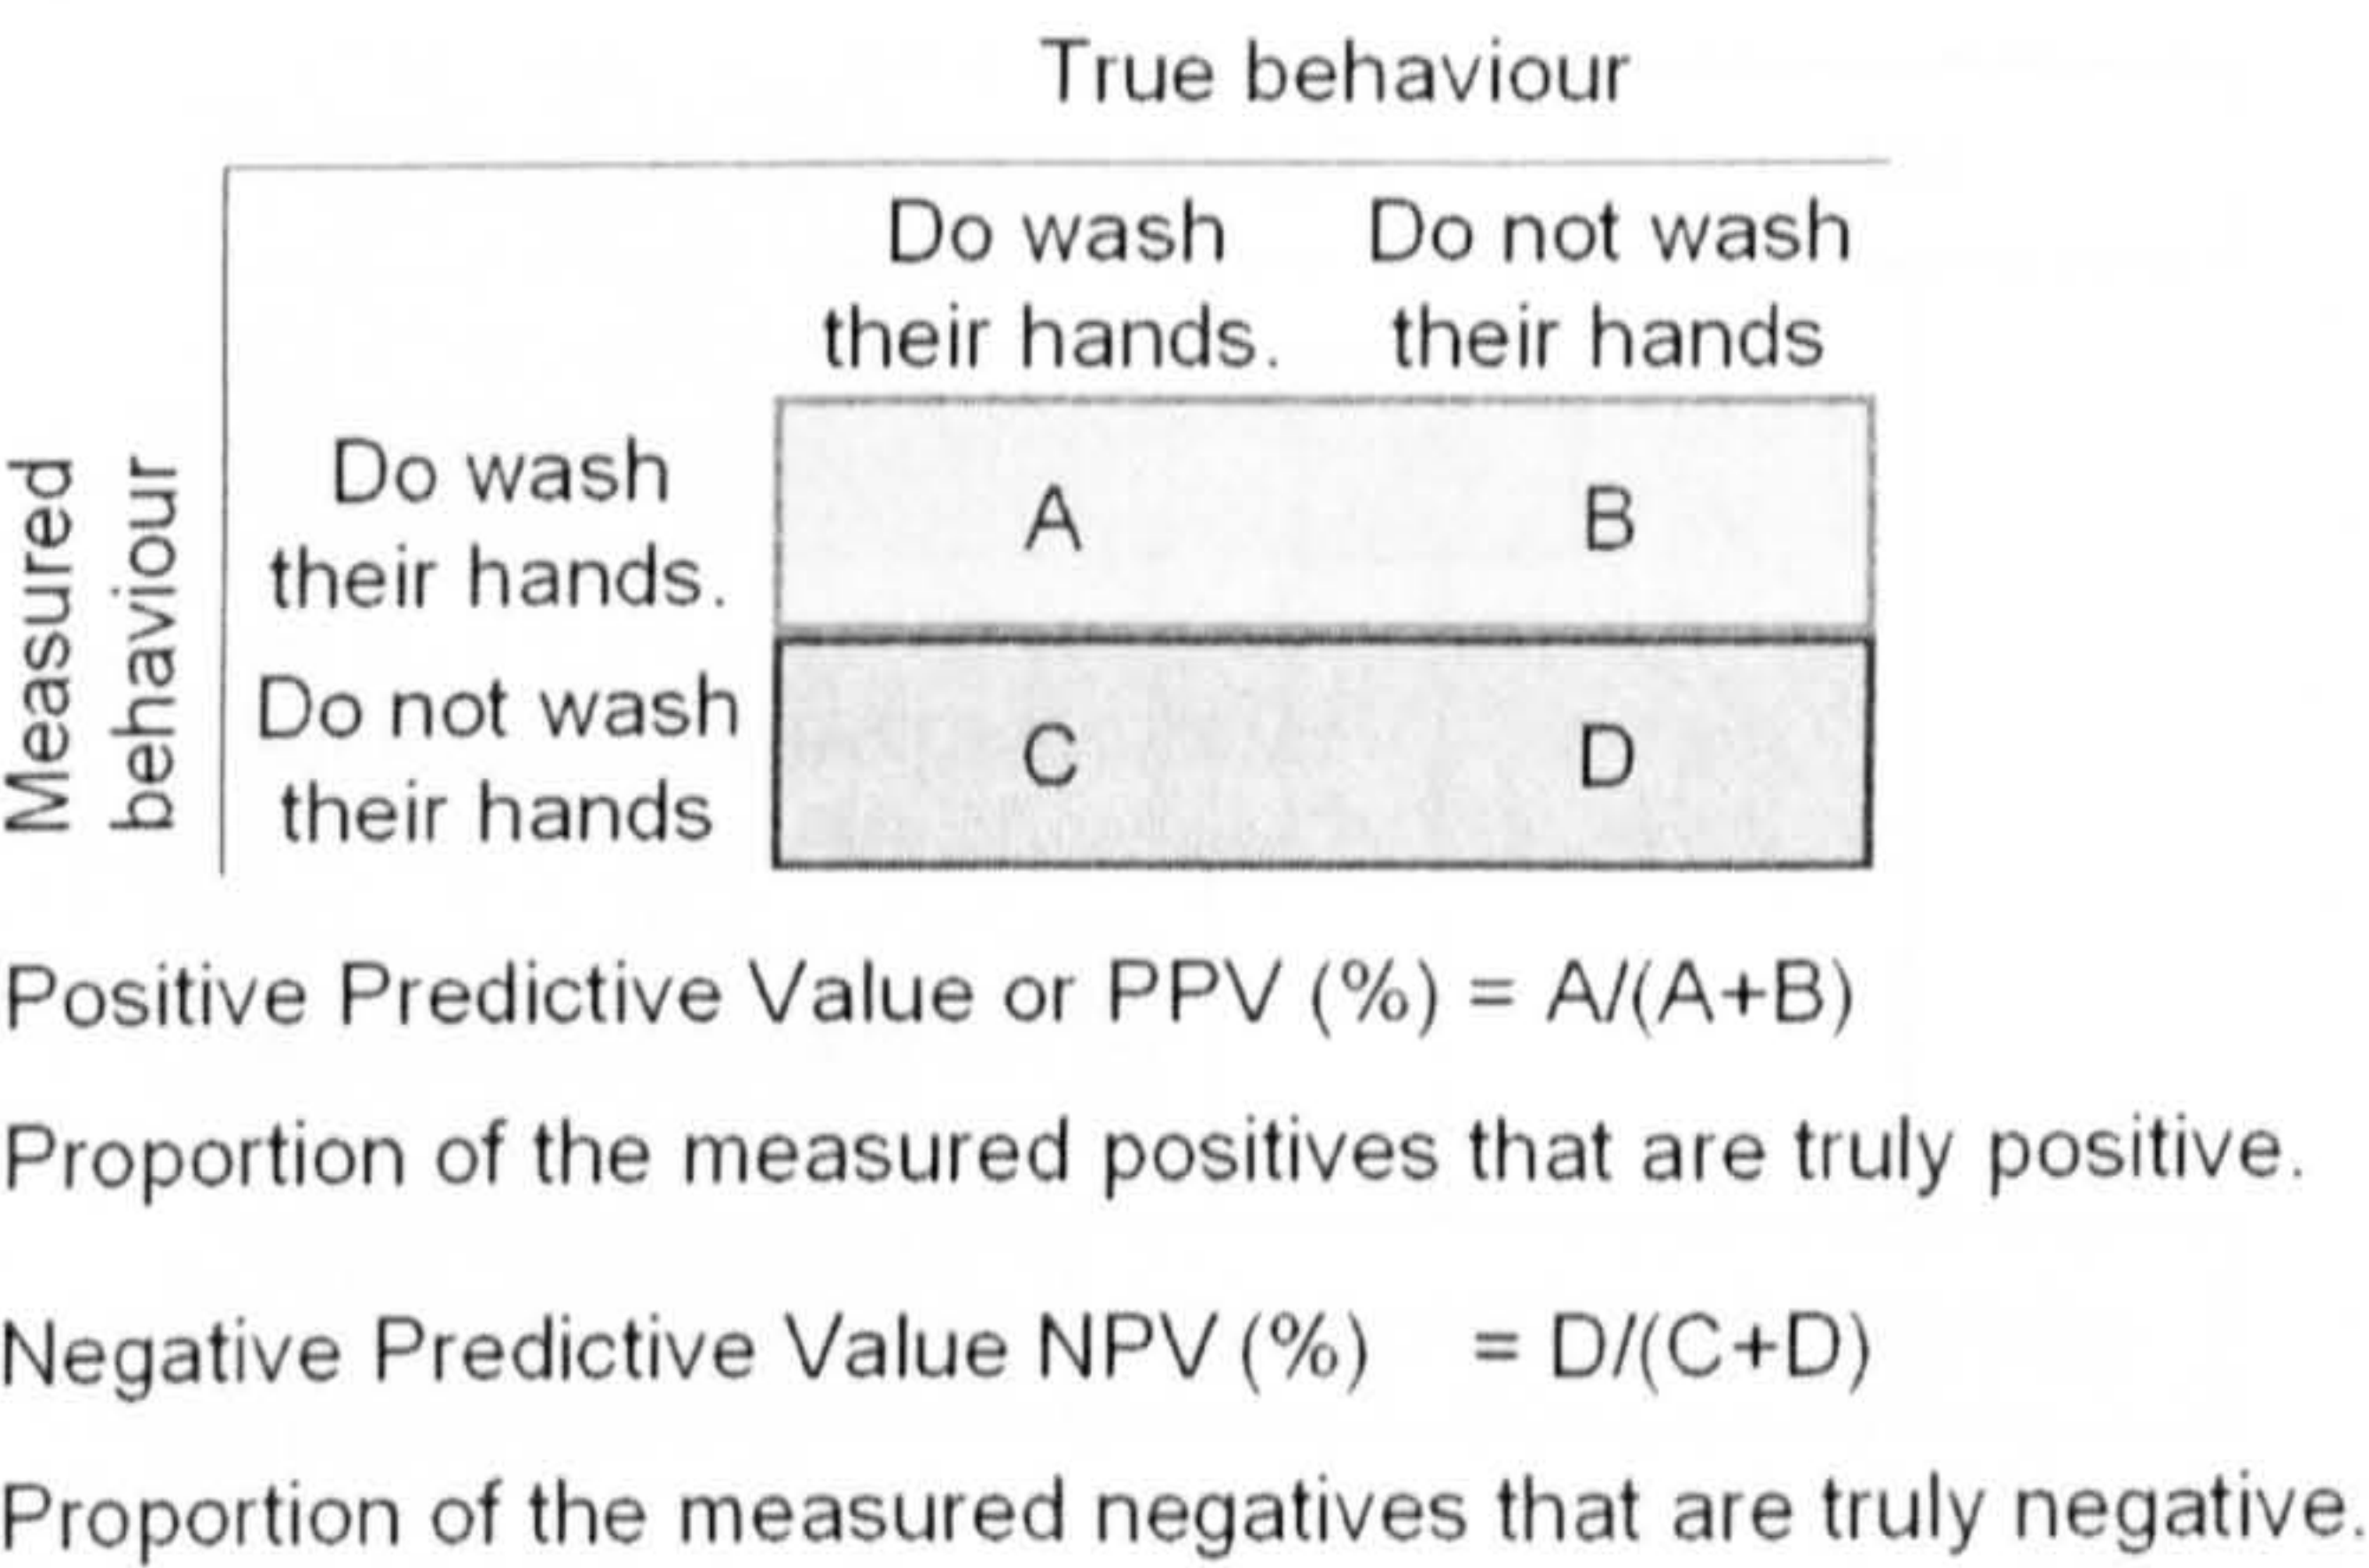 True behaviour
Do wash Do not wash
their hands. their hands
Measured
behaviour
Do wash
their hands.
A B
Do not wash
their hands
C D
Positive Predictive Value or PPV (%) = A/(A+B)
Proportion of the measured positives that are truly positive.
Negative Predictive Value NPV (%) = D/(C+D)
Proportion of the measured negatives that are truly negative.